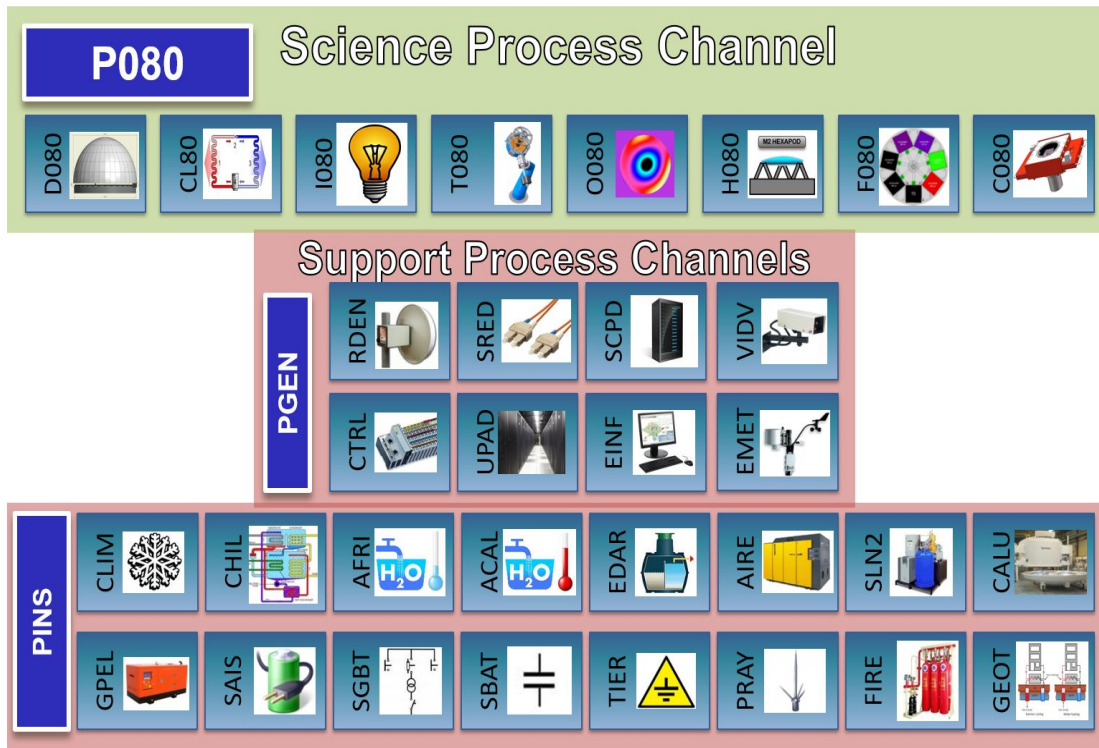 P080
Science Process Channel
D080
CL80
I080
T080
O080
H080
M2 HEXAPOD
F080
C080
Support Process Channels
PGEN
RDEN
SRED
SCPD
VIDV
CTRL
UPAD
EINF
EMET
PINS
CLIM
CHIL
AFRI
H2O
ACAL
H2O
EDAR
AIRE
SLN2
CALU
GPEL
SAIS
SGBT
SBAT
TIER
PRAY
FIRE
GEOT